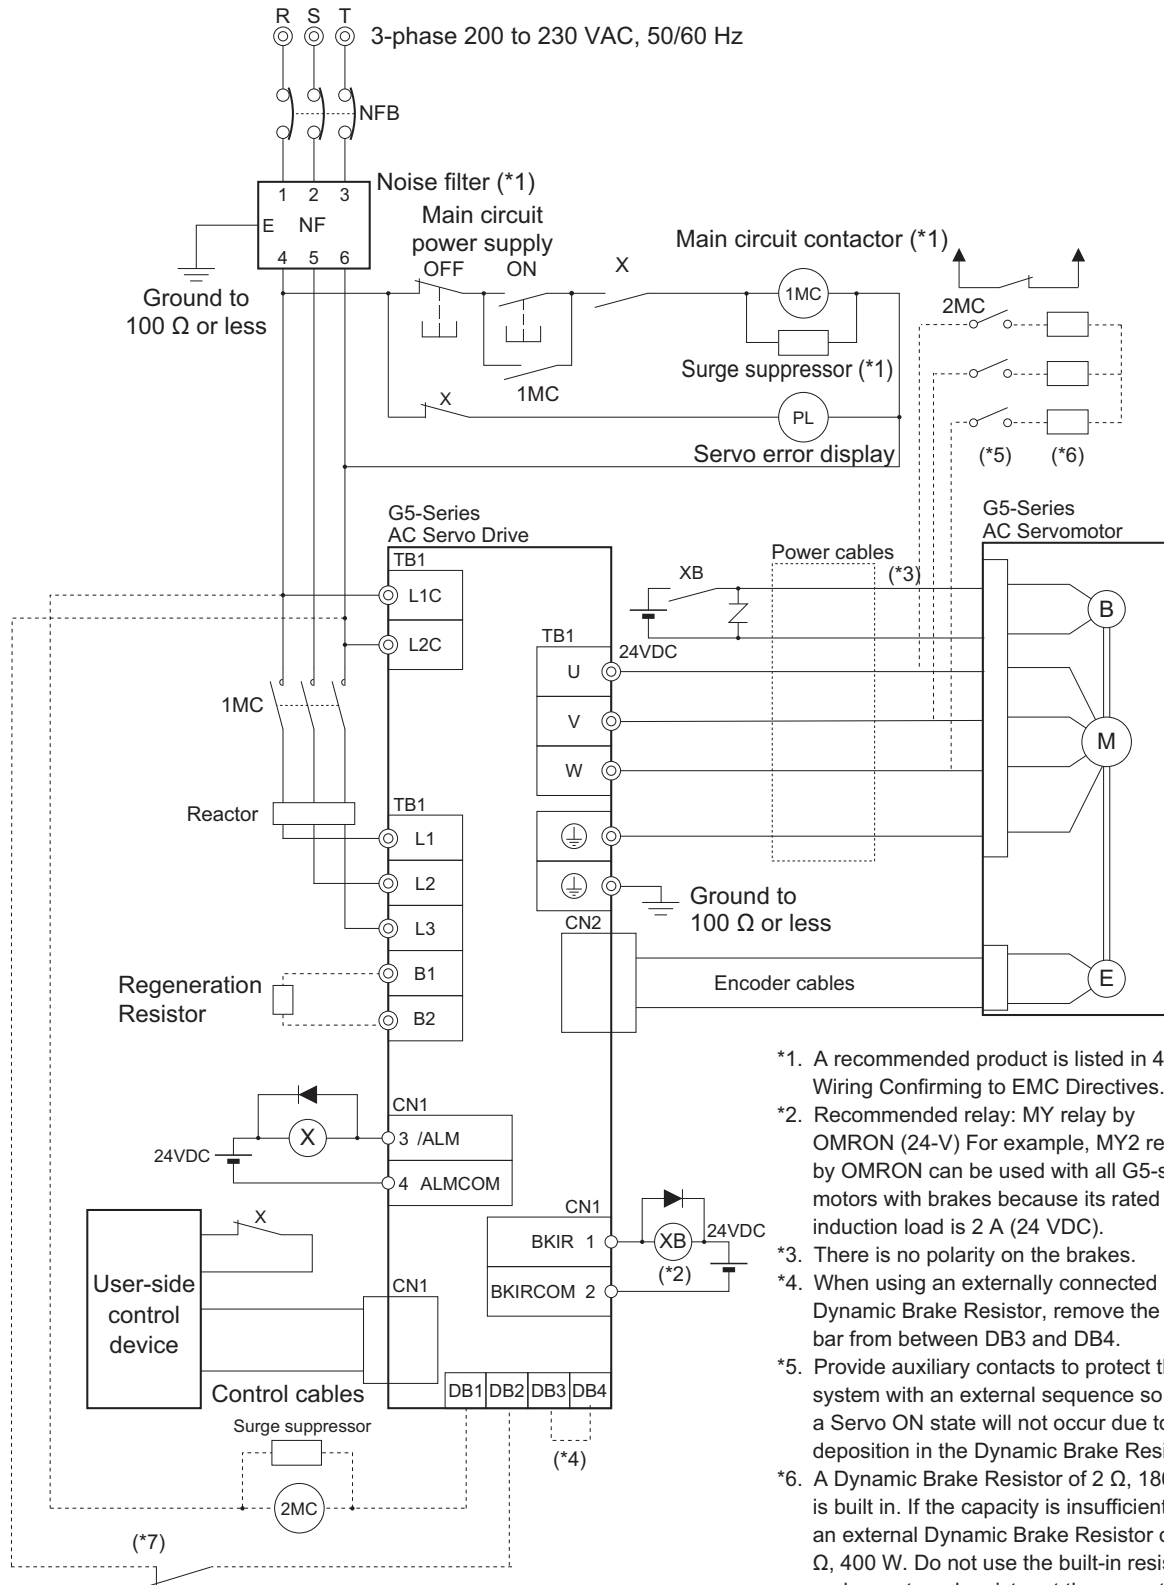 R S T
3-phase 200 to 230 VAC, 50/60 Hz
NFB
Noise filter (*1)
1 2 3
E NF
4 5 6
Ground to
100 Ω or less
Main circuit
power supply
OFF ON
X
Main circuit contactor (*1)
1MC
Surge suppressor (*1)
1MC
X
PL
Servo error display
2MC
(*5) (*6)
G5-Series
AC Servo Drive
G5-Series
AC Servomotor
TB1
L1C
L2C
XB
Power cables
(*3)
24VDC
B
TB1
U
V
W
M
1MC
Reactor
TB1
L1
L2
L3
B1
B2
Regeneration
Resistor
Ground to
100 Ω or less
CN2
Encoder cables
E
CN1
3 /ALM
4 ALMCOM
X
24VDC
X
User-side
control
device
CN1
Control cables
CN1
BKIR 1
BKIRCOM 2
XB
(*2)
24VDC
DB1 DB2 DB3 DB4
(*4)
Surge suppressor
2MC
(*7)
*1. A recommended product is listed in 4
Wiring Confirming to EMC Directives.
*2. Recommended relay: MY relay by
OMRON (24-V) For example, MY2 re
by OMRON can be used with all G5-s
motors with brakes because its rated
induction load is 2 A (24 VDC).
*3. There is no polarity on the brakes.
*4. When using an externally connected
Dynamic Brake Resistor, remove the
bar from between DB3 and DB4.
*5. Provide auxiliary contacts to protect th
system with an external sequence so
a Servo ON state will not occur due to
deposition in the Dynamic Brake Resi
*6. A Dynamic Brake Resistor of 2 Ω, 180
is built in. If the capacity is insufficient
an external Dynamic Brake Resistor o
Ω, 400 W. Do not use the built-in resis